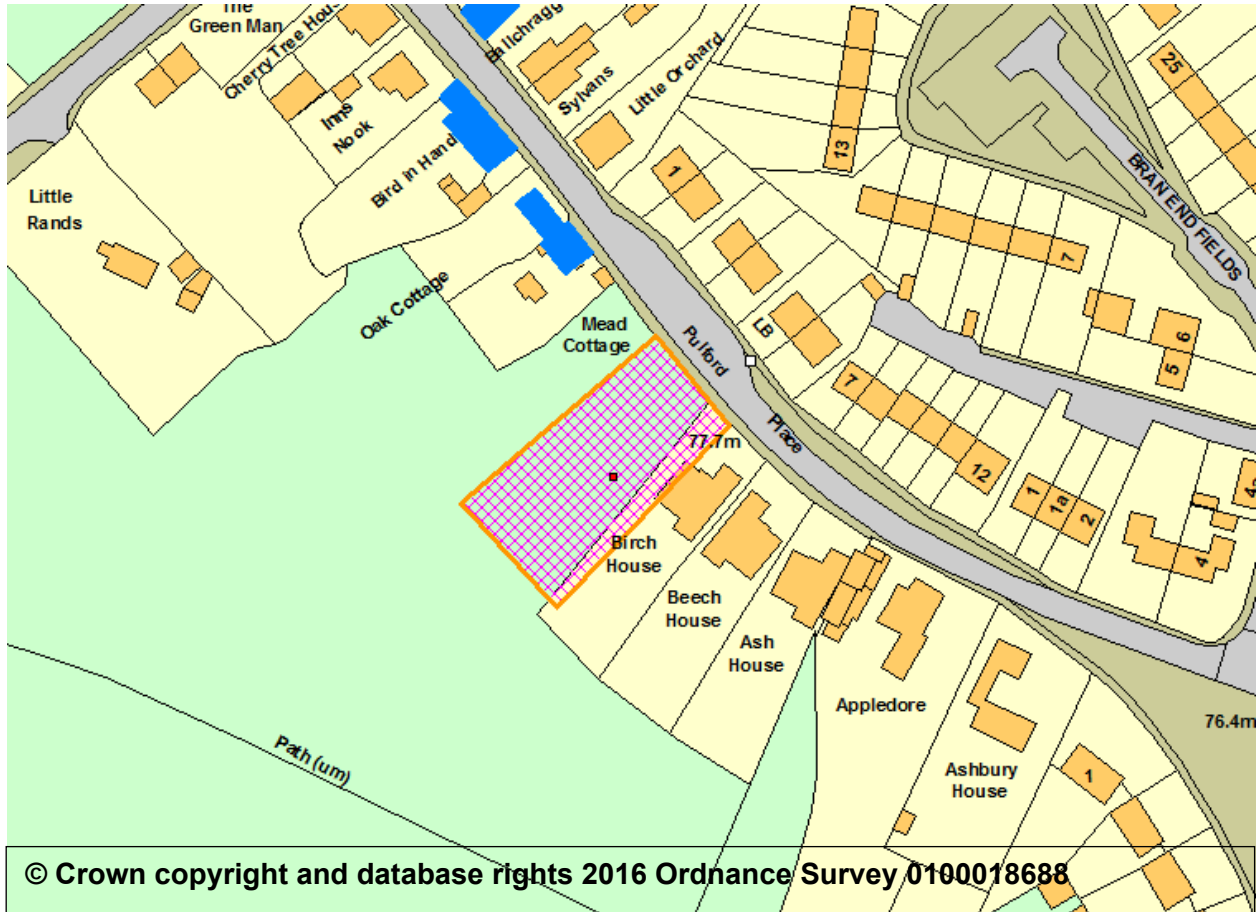 The
Green Man
Cherry Tree Hous
Ballchragg
Sylvans
Little Orchard
Inns
Nook
Bird in Hand
Little
Rands
13
25
BRAN END FIELDS
1
7
Oak Cottage
Mead
Cottage
Pulford
Place
LB
6
5
7
12
77.7m
1
1a
2
4a
4
Birch
House
Beech
House
Ash
House
Appledore
76.4m
Ashbury
House
1
Path (um)
© Crown copyright and database rights 2016 Ordnance Survey 0100018688